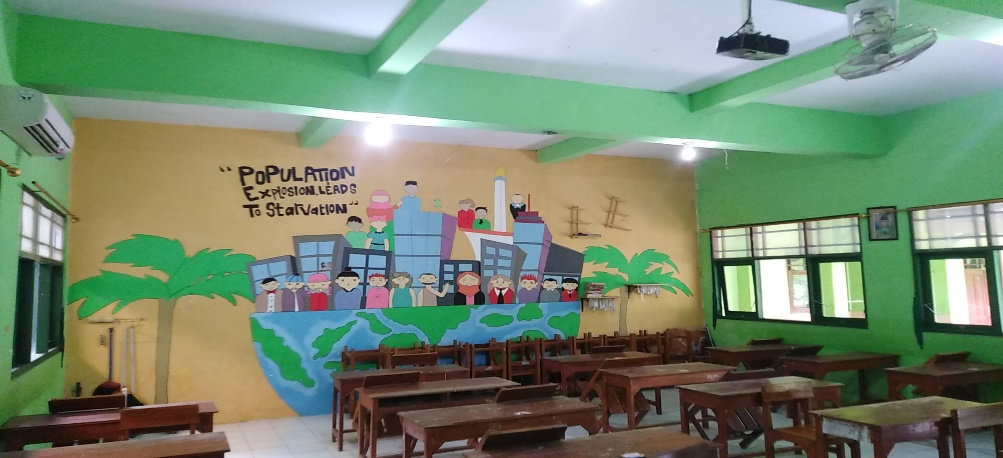 “ POPULATION
EXPLOSION, LEADS
To StarVation ”